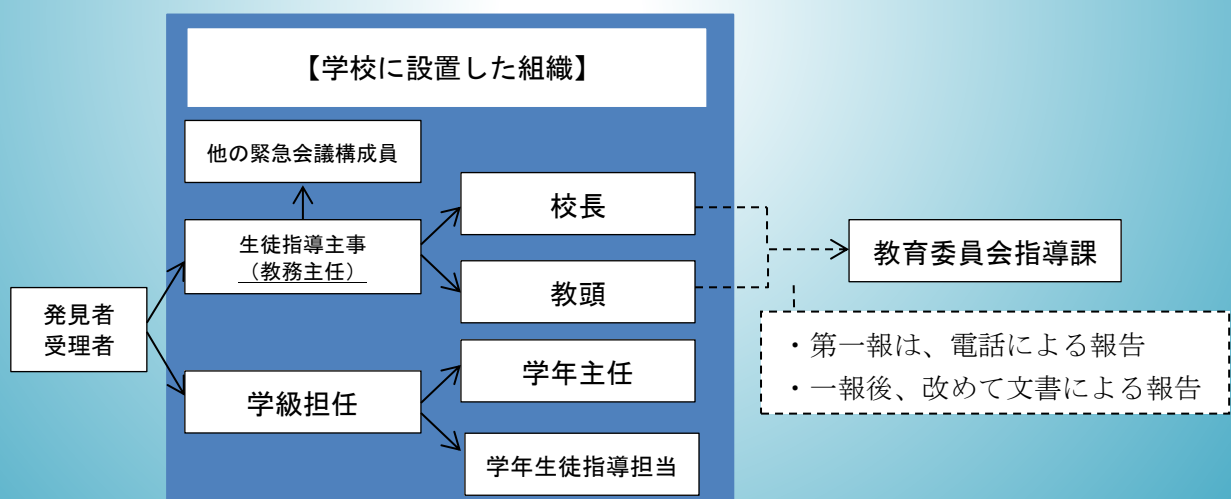 【学校に設置した組織】
他の緊急会議構成員
生徒指導主事
（教務主任）
校長
教頭
教育委員会指導課
発見者
受理者
・第一報は、電話による報告
・一報後、改めて文書による報告
学級担任
学年主任
学年生徒指導担当